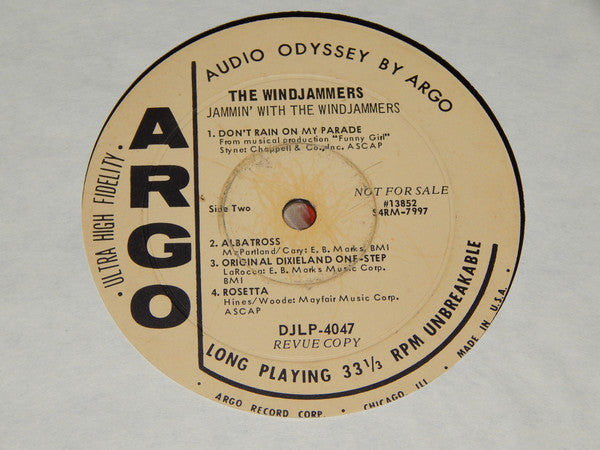 AUDIO ODYSSEY BY ARGO
· ULTRA HIGH FIDELITY ·
ARGO
THE WINDJAMMERS
JAMMIN' WITH THE WINDJAMMERS
1. DON'T RAIN ON MY PARADE
From musical production "Funny Girl"
Styne: Chappell & Co., Inc. ASCAP
NOT FOR SALE
Side Two
#13852
S4RM-7997
2. ALBATROSS
McPartland/Cary: E. B. Marks, BMI
3. ORIGINAL DIXIELAND ONE-STEP
LaRocca: E. B. Marks Music Corp.
BMI
4. ROSETTA
Hines/Woode: Mayfair Music Corp.
ASCAP
DJLP-4047
REVUE COPY
LONG PLAYING 33 1/3 RPM UNBREAKABLE
· ARGO RECORD CORP. · CHICAGO, ILL · MADE IN U.S.A. ·